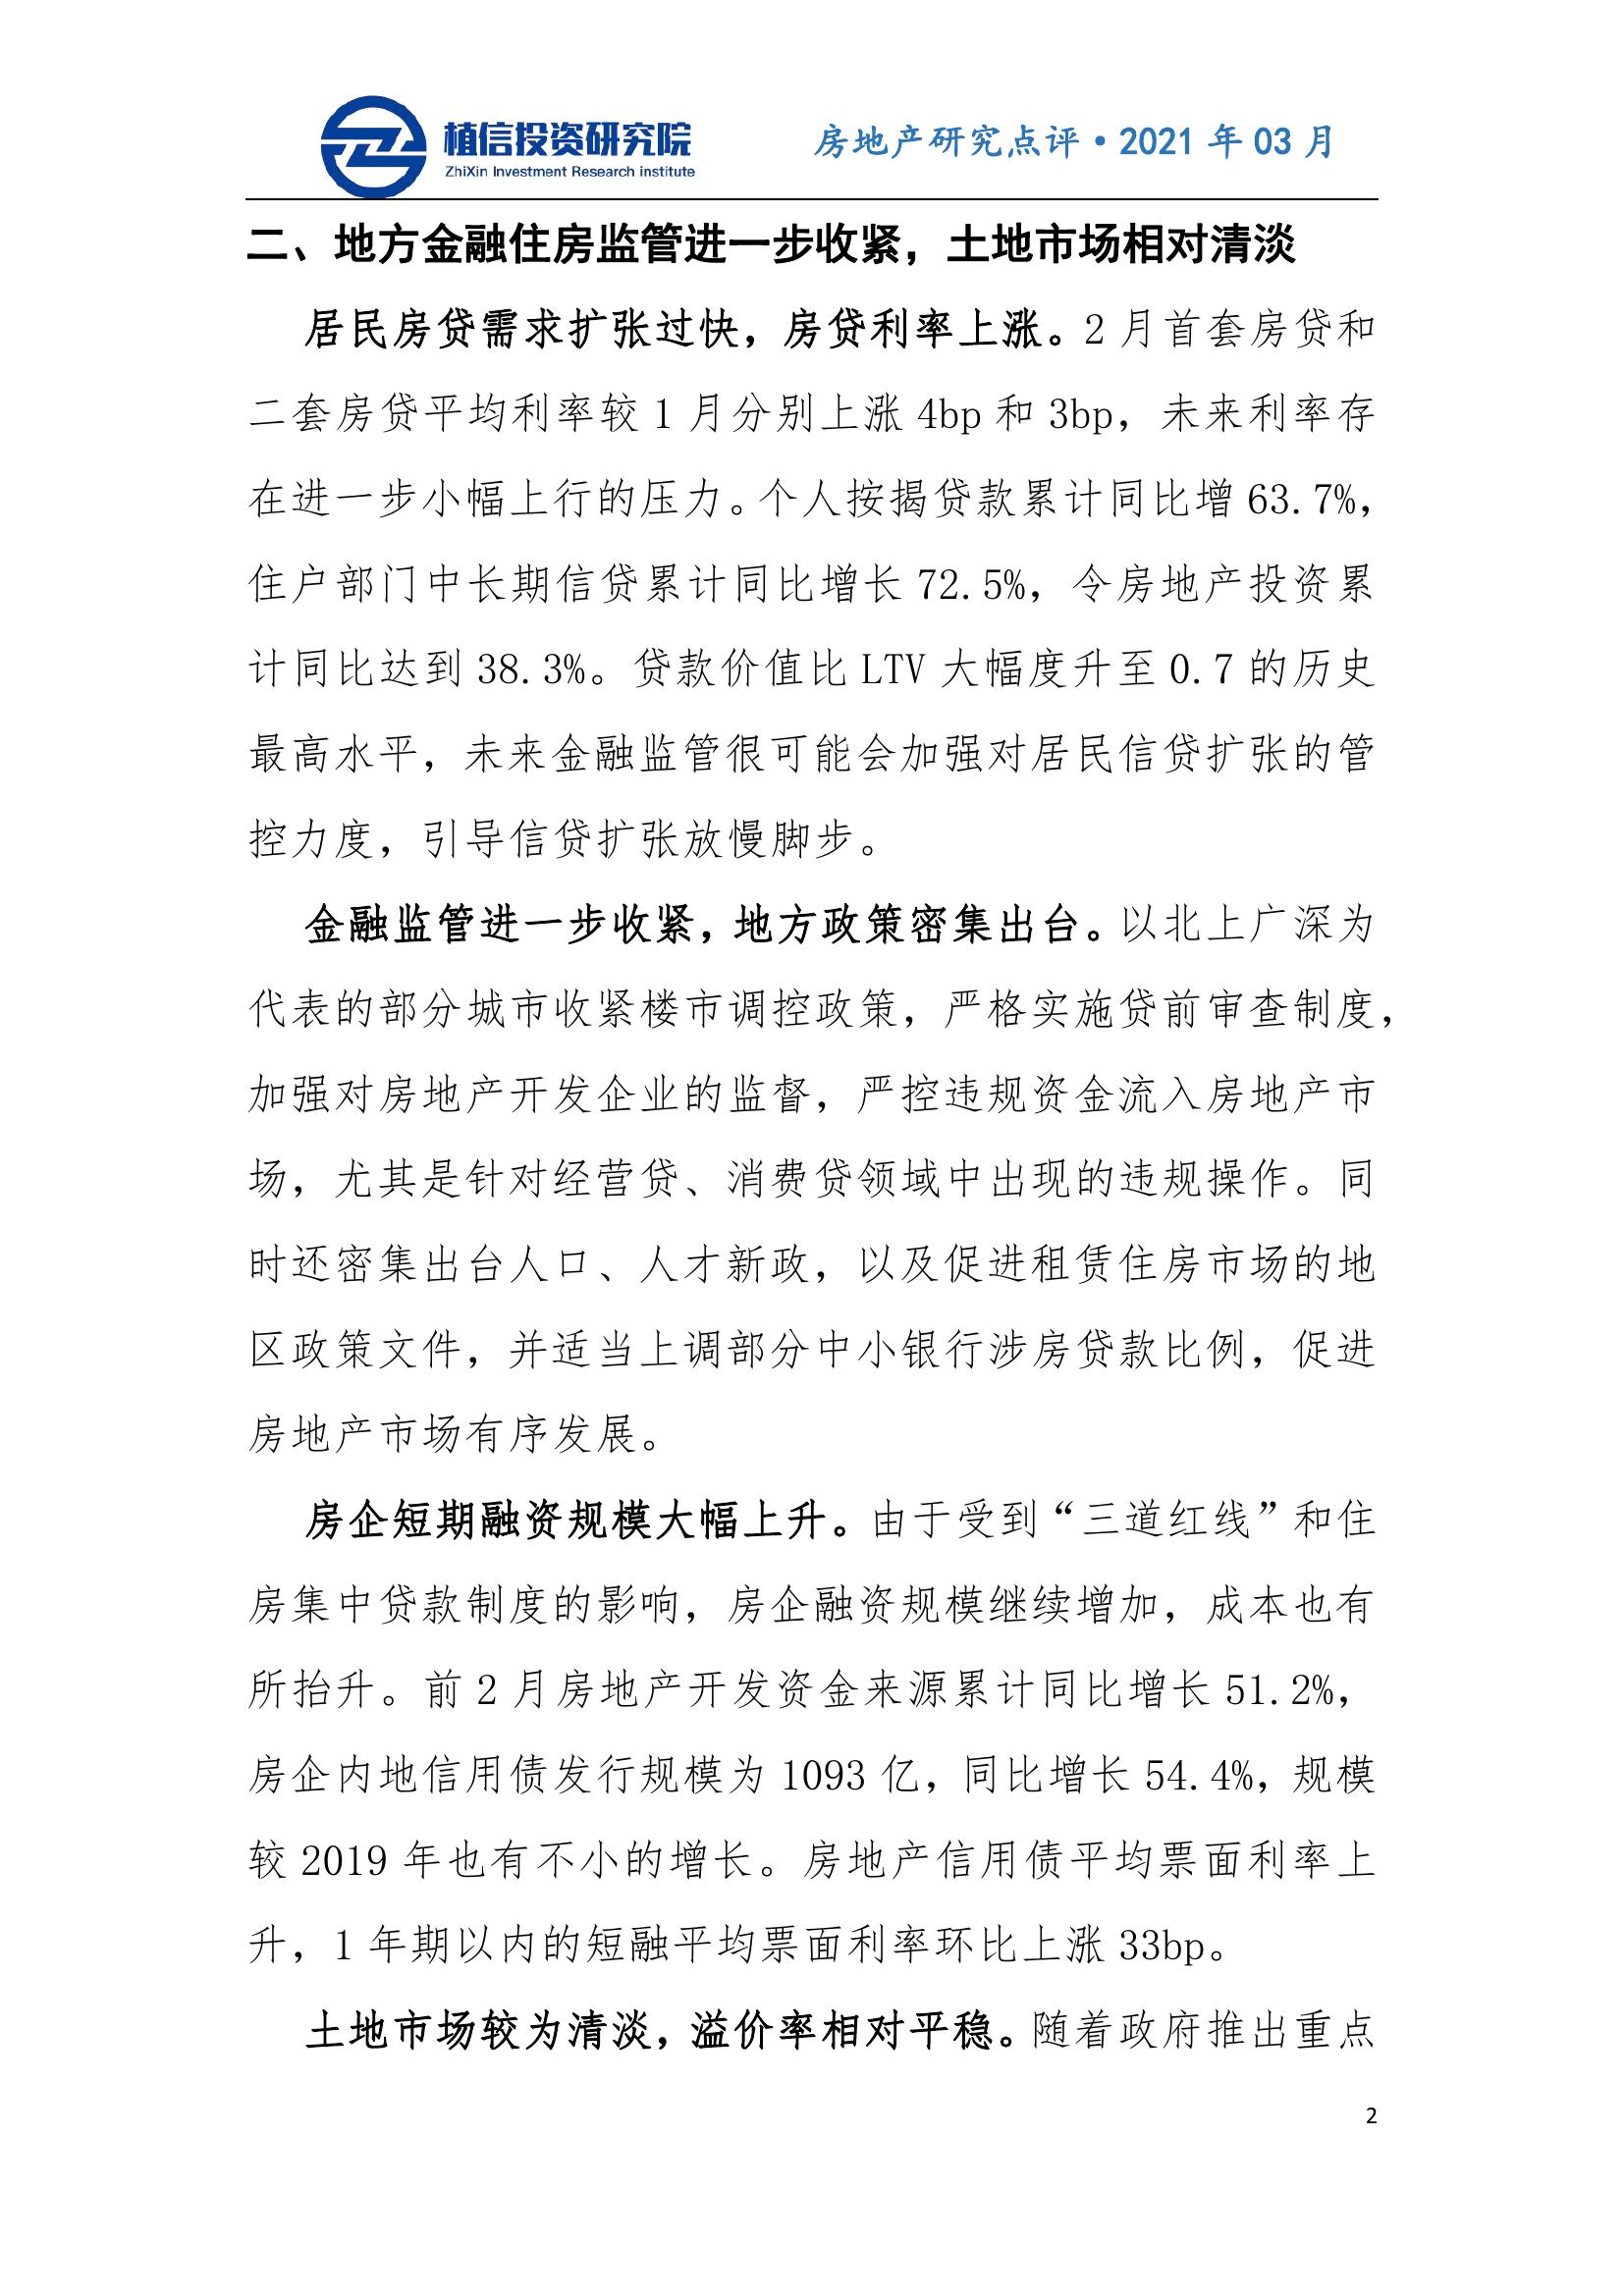 植信投资研究院
ZhiXin Investment Research institute
房地产研究点评·2021 年 03 月
二、地方金融住房监管进一步收紧，土地市场相对清淡
居民房贷需求扩张过快，房贷利率上涨。2 月首套房贷和
二套房贷平均利率较 1 月分别上涨 4bp 和 3bp，未来利率存
在进一步小幅上行的压力。个人按揭贷款累计同比增 63.7%，
住户部门中长期信贷累计同比增长 72.5%，令房地产投资累
计同比达到 38.3%。贷款价值比 LTV 大幅度升至 0.7 的历史
最高水平，未来金融监管很可能会加强对居民信贷扩张的管
控力度，引导信贷扩张放慢脚步。
金融监管进一步收紧，地方政策密集出台。以北上广深为
代表的部分城市收紧楼市调控政策，严格实施贷前审查制度，
加强对房地产开发企业的监督，严控违规资金流入房地产市
场，尤其是针对经营贷、消费贷领域中出现的违规操作。同
时还密集出台人口、人才新政，以及促进租赁住房市场的地
区政策文件，并适当上调部分中小银行涉房贷款比例，促进
房地产市场有序发展。
房企短期融资规模大幅上升。由于受到“三道红线”和住
房集中贷款制度的影响，房企融资规模继续增加，成本也有
所抬升。前 2 月房地产开发资金来源累计同比增长 51.2%，
房企内地信用债发行规模为 1093 亿，同比增长 54.4%，规模
较 2019 年也有不小的增长。房地产信用债平均票面利率上
升，1 年期以内的短融平均票面利率环比上涨 33bp。
土地市场较为清淡，溢价率相对平稳。随着政府推出重点
2